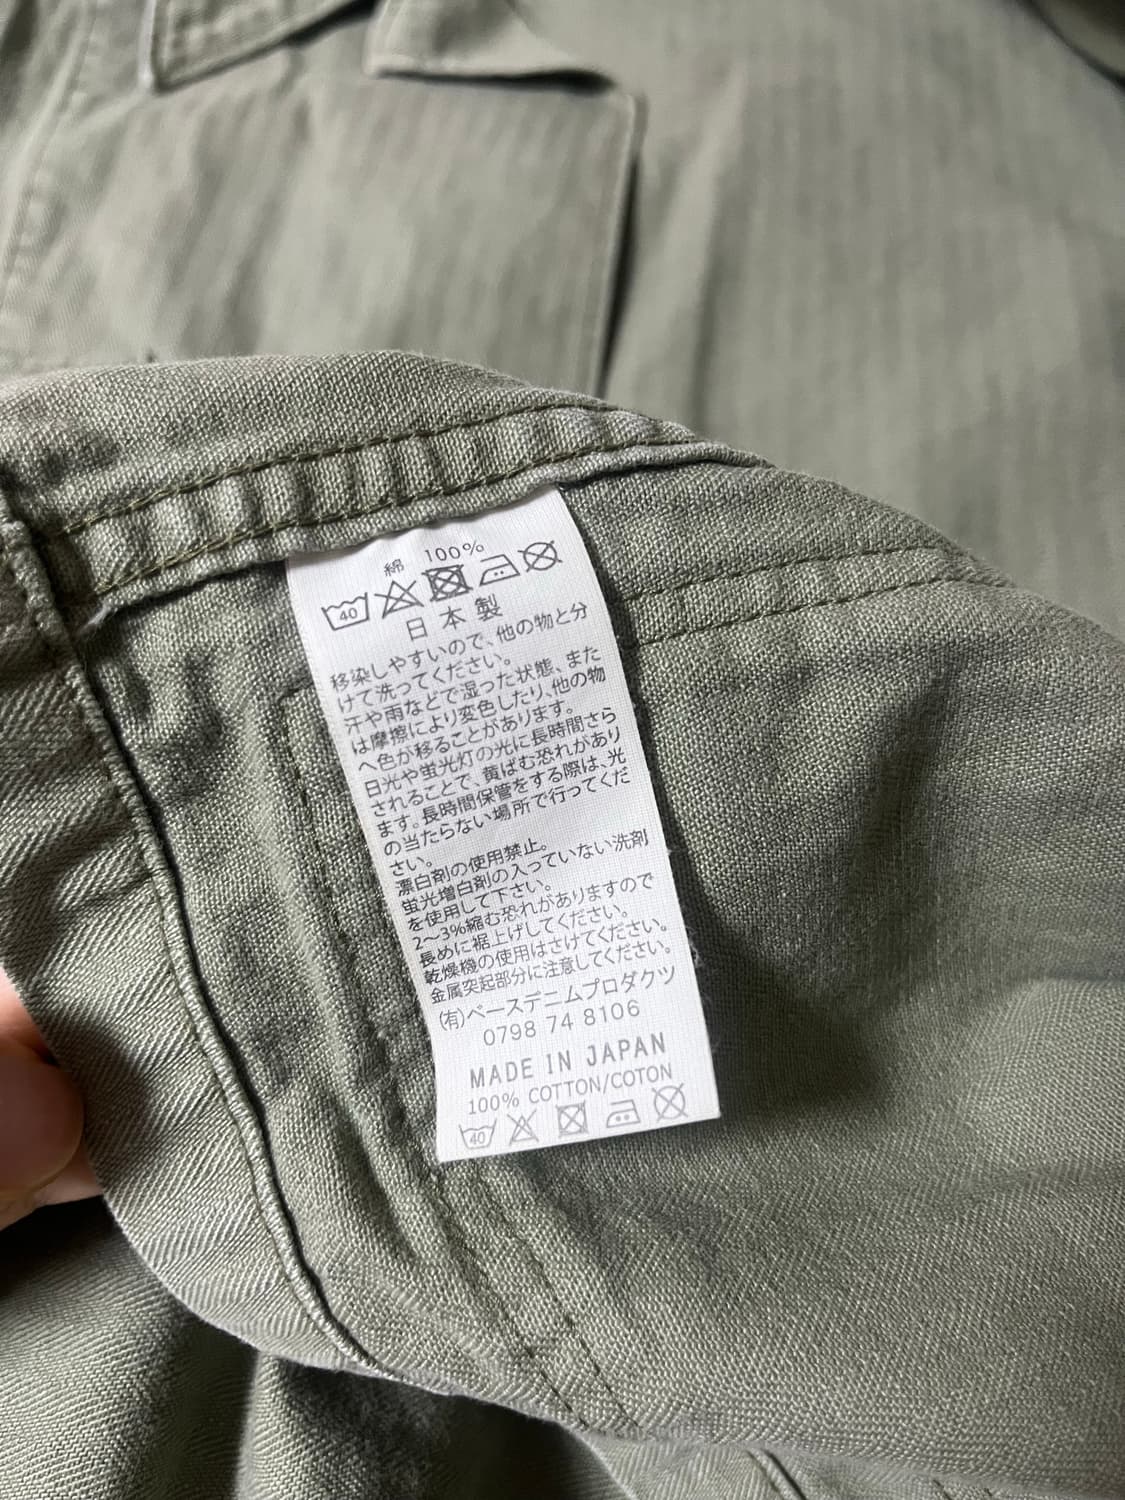 綿 100%
40
日本製
移染しやすいので、他の物と分
けて洗ってください。
汗や雨などで湿った状態、また
は摩擦により変色したり、他の物
へ色が移ることがあります。
日光や蛍光灯の光に長時間さら
されることで、黄ばむ恐れがあり
ます。長時間保管をする際は、光
の当たらない場所で行ってくだ
さい。
漂白剤の使用禁止。
蛍光増白剤の入っていない洗剤
を使用して下さい。
2～3%縮む恐れがありますので
長めに裾上げしてください。
乾燥機の使用はさけてください。
金属突起部分に注意してください。
(有)ベースデニムプロダクツ
0798 74 8106
MADE IN JAPAN
100% COTTON/COTON
40